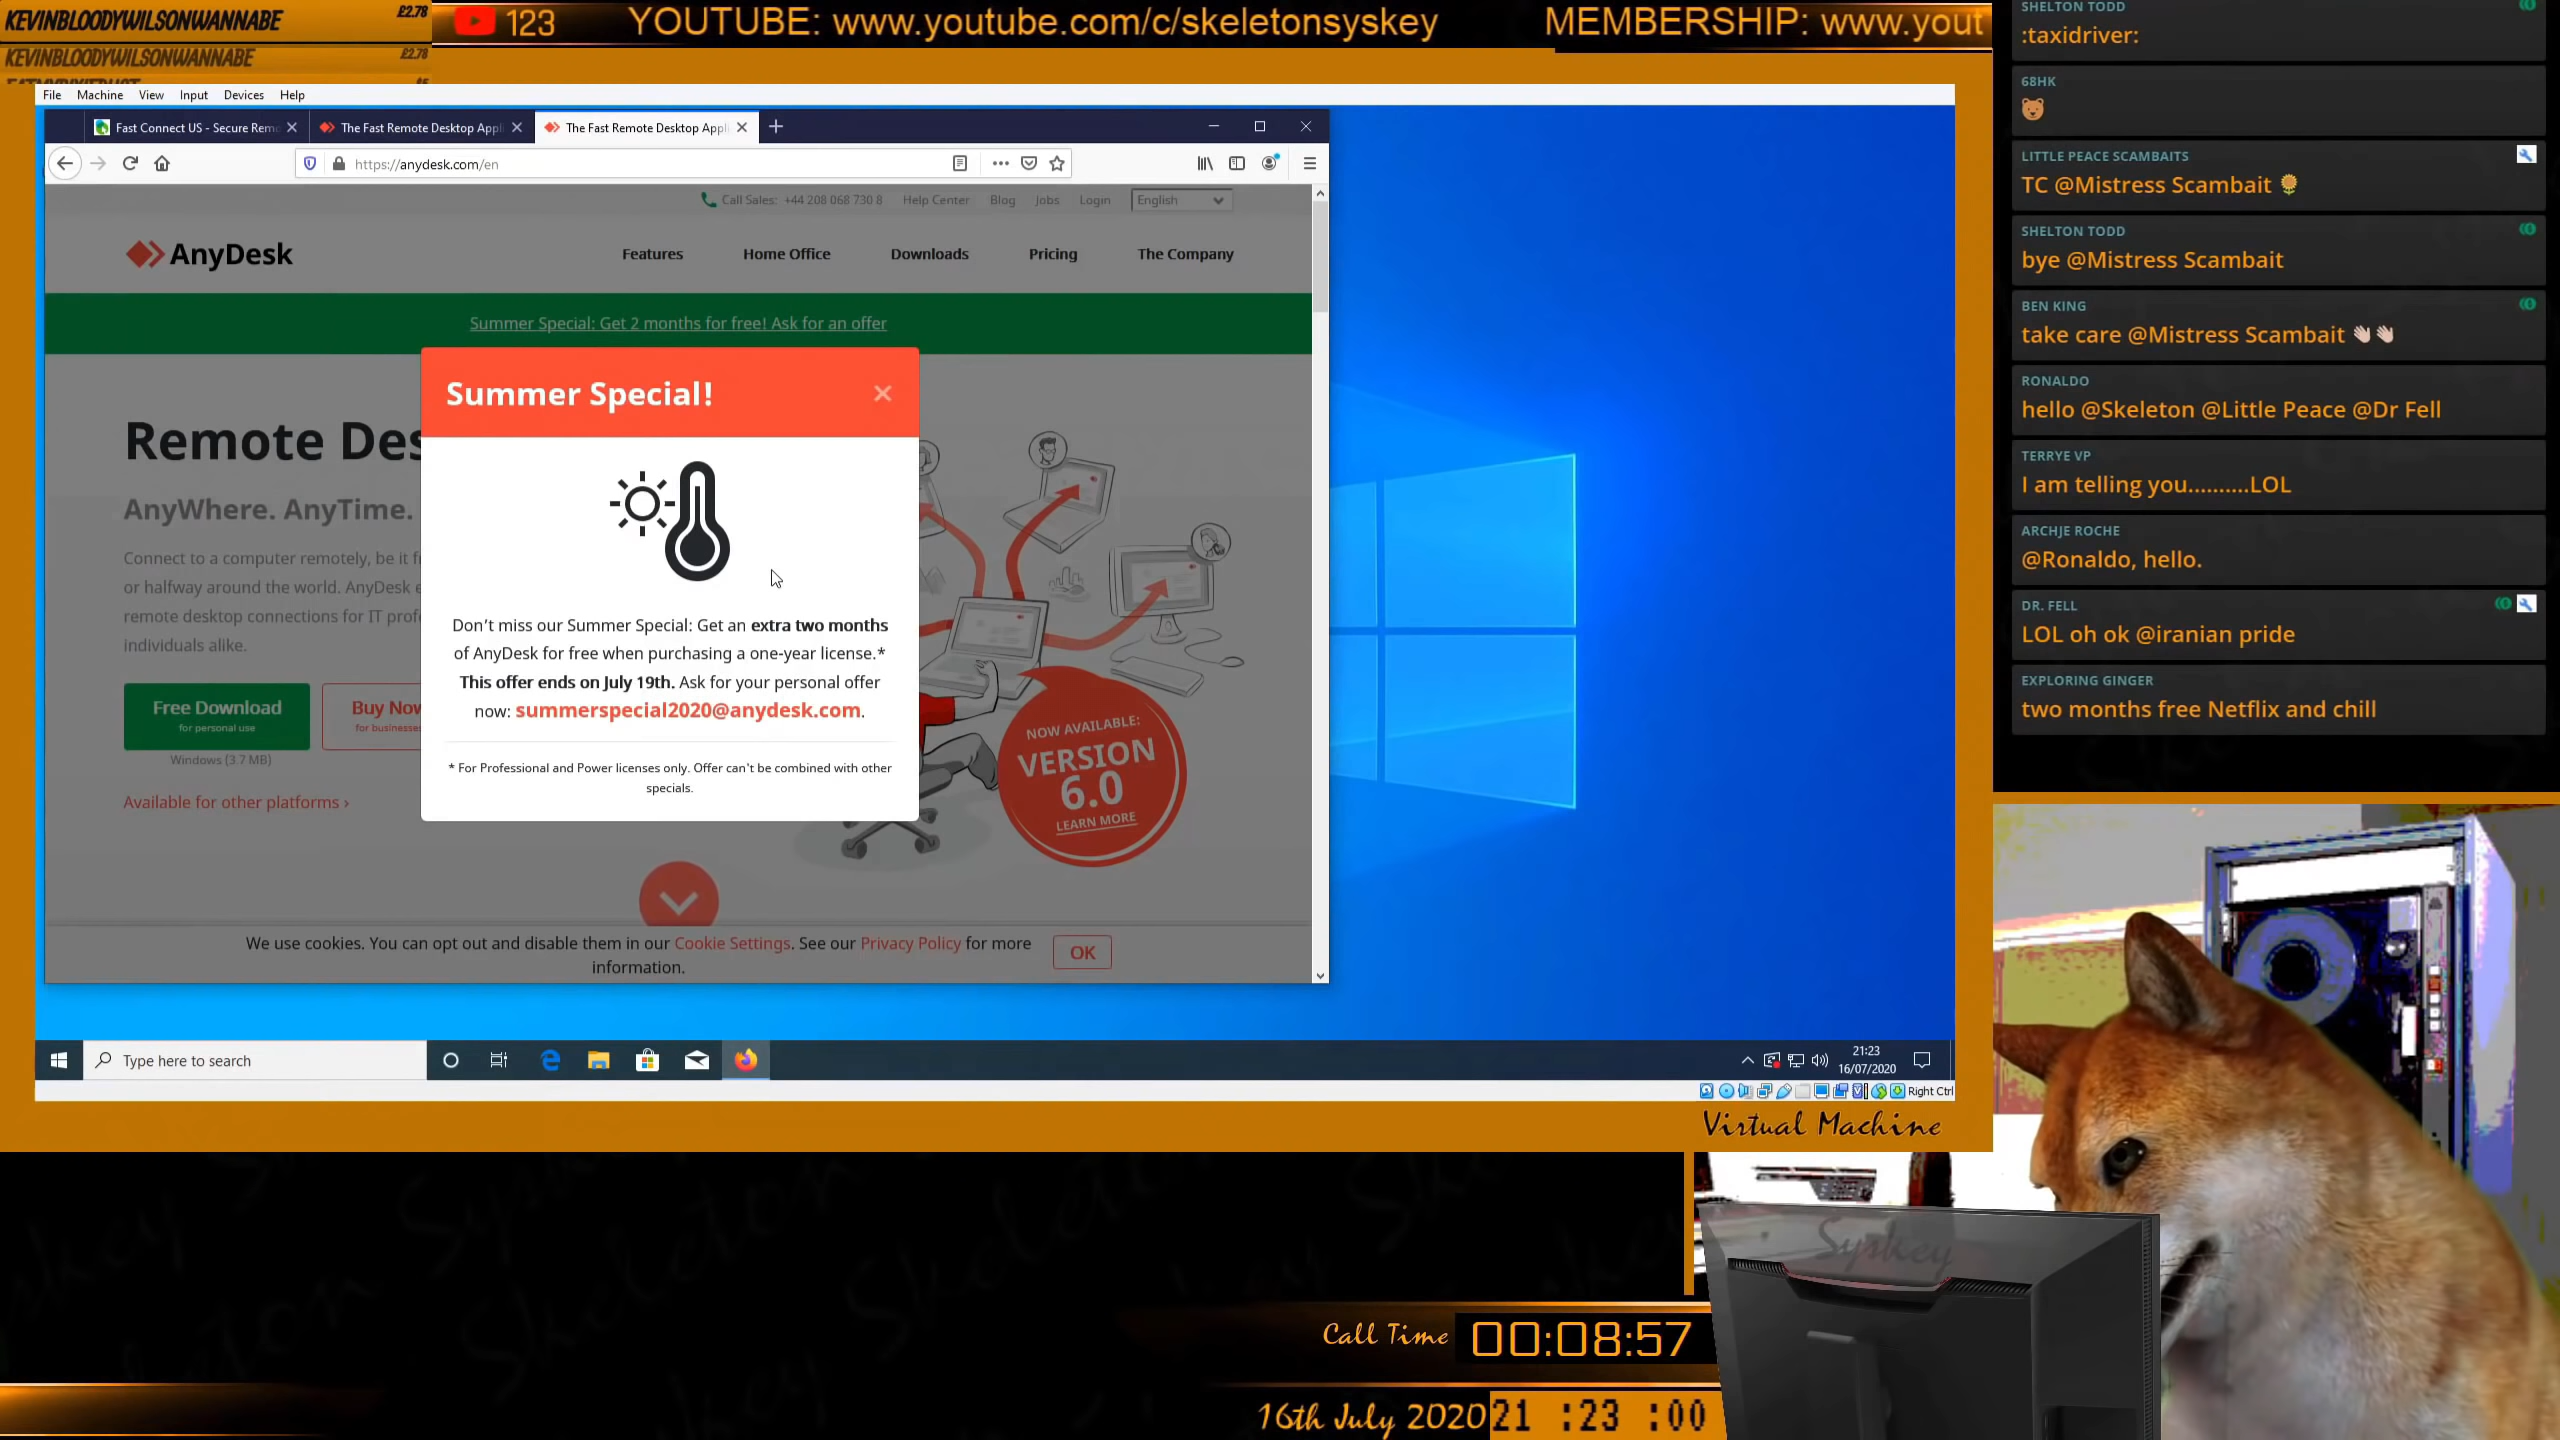 KEVINBLOODYWILSONWANNABE £2.78
KEVINBLOODYWILSONWANNABE £2.78
123 YOUTUBE: www.youtube.com/c/skeletonsyskey MEMBERSHIP: www.yout
File Machine View Input Devices Help
Fast Connect US - Secure Remo
The Fast Remote Desktop Appli
The Fast Remote Desktop Appli
https://anydesk.com/en
Call Sales: +44 208 068 730 8 Help Center Blog Jobs Login English
AnyDesk
Features Home Office Downloads Pricing The Company
Summer Special: Get 2 months for free! Ask for an offer
Remote Des
AnyWhere. AnyTime.
Connect to a computer remotely, be it f
or halfway around the world. AnyDesk e
remote desktop connections for IT profe
individuals alike.
Free Download
for personal use
Windows (3.7 MB)
Buy Now
for businesses
Available for other platforms ›
Summer Special!
Don't miss our Summer Special: Get an extra two months
of AnyDesk for free when purchasing a one-year license.*
This offer ends on July 19th. Ask for your personal offer
now: summerspecial2020@anydesk.com.
* For Professional and Power licenses only. Offer can't be combined with other
specials.
NOW AVAILABLE:
VERSION
6.0
LEARN MORE
We use cookies. You can opt out and disable them in our Cookie Settings. See our Privacy Policy for more
information.
OK
Type here to search
21:23
16/07/2020
Right Ctrl
Virtual Machine
SHELTON TODD
:taxidriver:
68HK
LITTLE PEACE SCAMBAITS
TC @Mistress Scambait
SHELTON TODD
bye @Mistress Scambait
BEN KING
take care @Mistress Scambait
RONALDO
hello @Skeleton @Little Peace @Dr Fell
TERRYE VP
I am telling you..........LOL
ARCHJE ROCHE
@Ronaldo, hello.
DR. FELL
LOL oh ok @iranian pride
EXPLORING GINGER
two months free Netflix and chill
Syskey
Call Time 00:08:57
16th July 2020 21 :23 :00